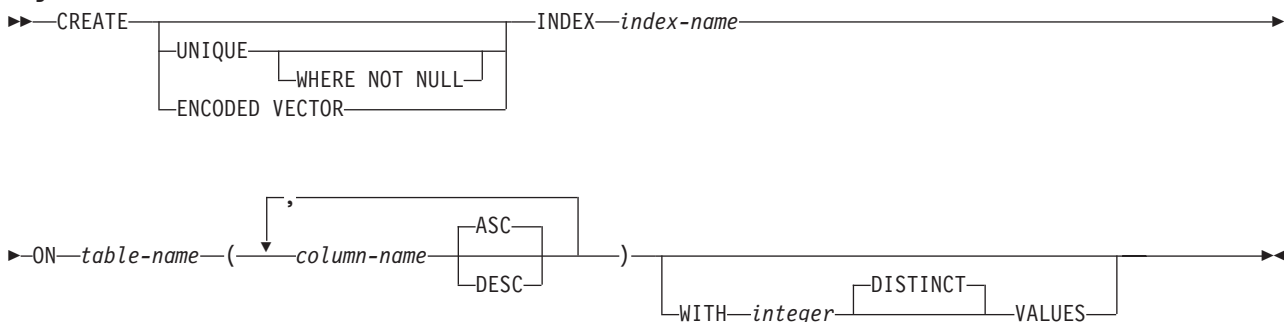 CREATE INDEX index-name
UNIQUE
WHERE NOT NULL
ENCODED VECTOR
,
ASC
ON table-name ( column-name )
DESC
DISTINCT
WITH integer VALUES